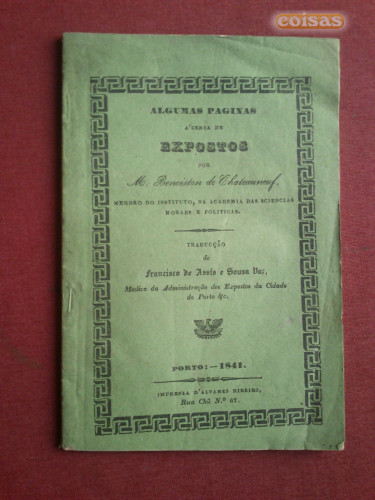 coisas
ALGUMAS PAGINAS
A'CERCA DE
EXPOSTOS
POR
M. Benoiston de Chateauneuf,
MEMBRO DO INSTITUTO, NA ACADEMIA DAS SCIENCIAS
MORAES E POLITICAS.
TRADUCÇÃO
de
Francisco de Assis e Sousa Vaz,
Medico da Administração dos Expostos da Cidade
do Porto &c.
PORTO:—1841.
IMPRENSA D'ALVARES RIBEIRO,
Rua Chã N.º 67.